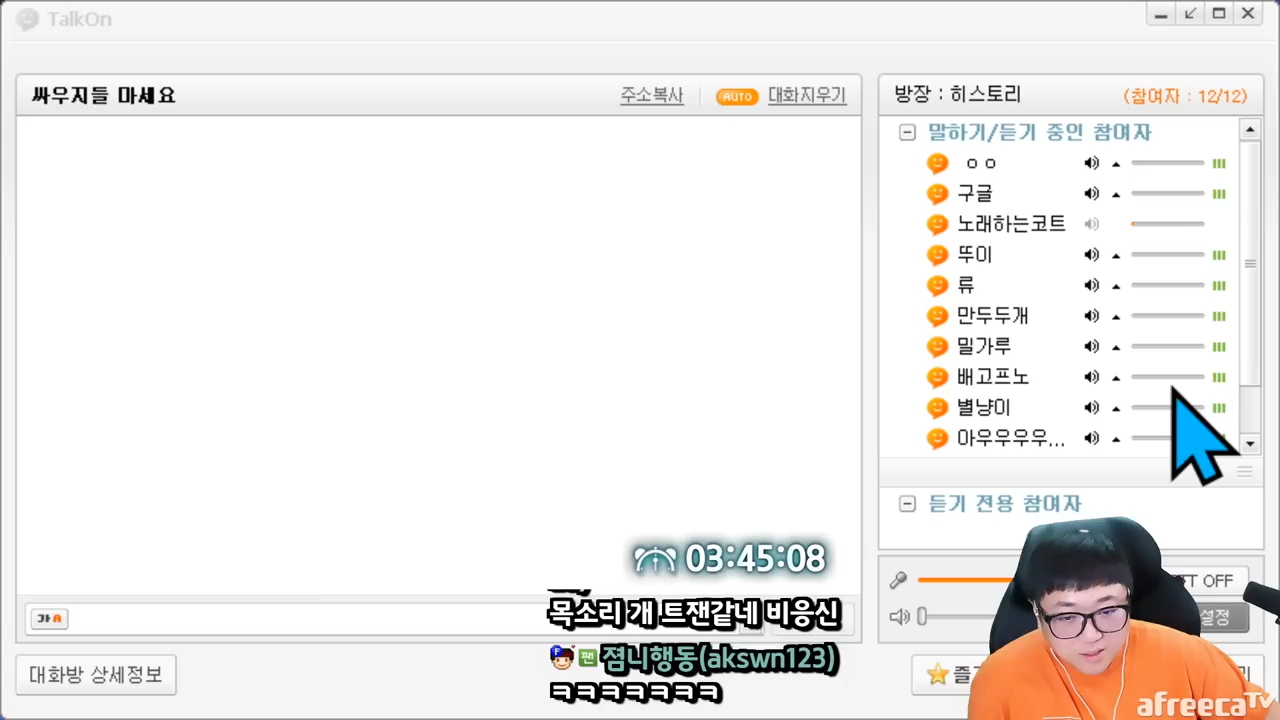 TalkOn
싸우지들 마세요
주소복사
AUTO 대화지우기
방장 : 히스토리
(참여자 : 12/12)
말하기/듣기 중인 참여자
ㅇㅇ
구글
노래하는코트
뚜이
류
만두두개
밀가루
배고프노
별냥이
아우우우우...
듣기 전용 참여자
OFF
설정
03:45:08
목소리 개 트잰같네 비응신
F 팬 졈니행동(akswn123)
ㅋㅋㅋㅋㅋㅋㅋ
가A
대화방 상세정보
afreecaTV